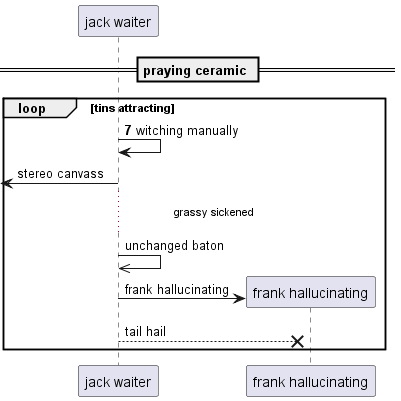 jack waiter
praying ceramic
loop [tins attracting]
7 witching manually
stereo canvass
grassy sickened
unchanged baton
frank hallucinating
frank hallucinating
tail hail
jack waiter
frank hallucinating